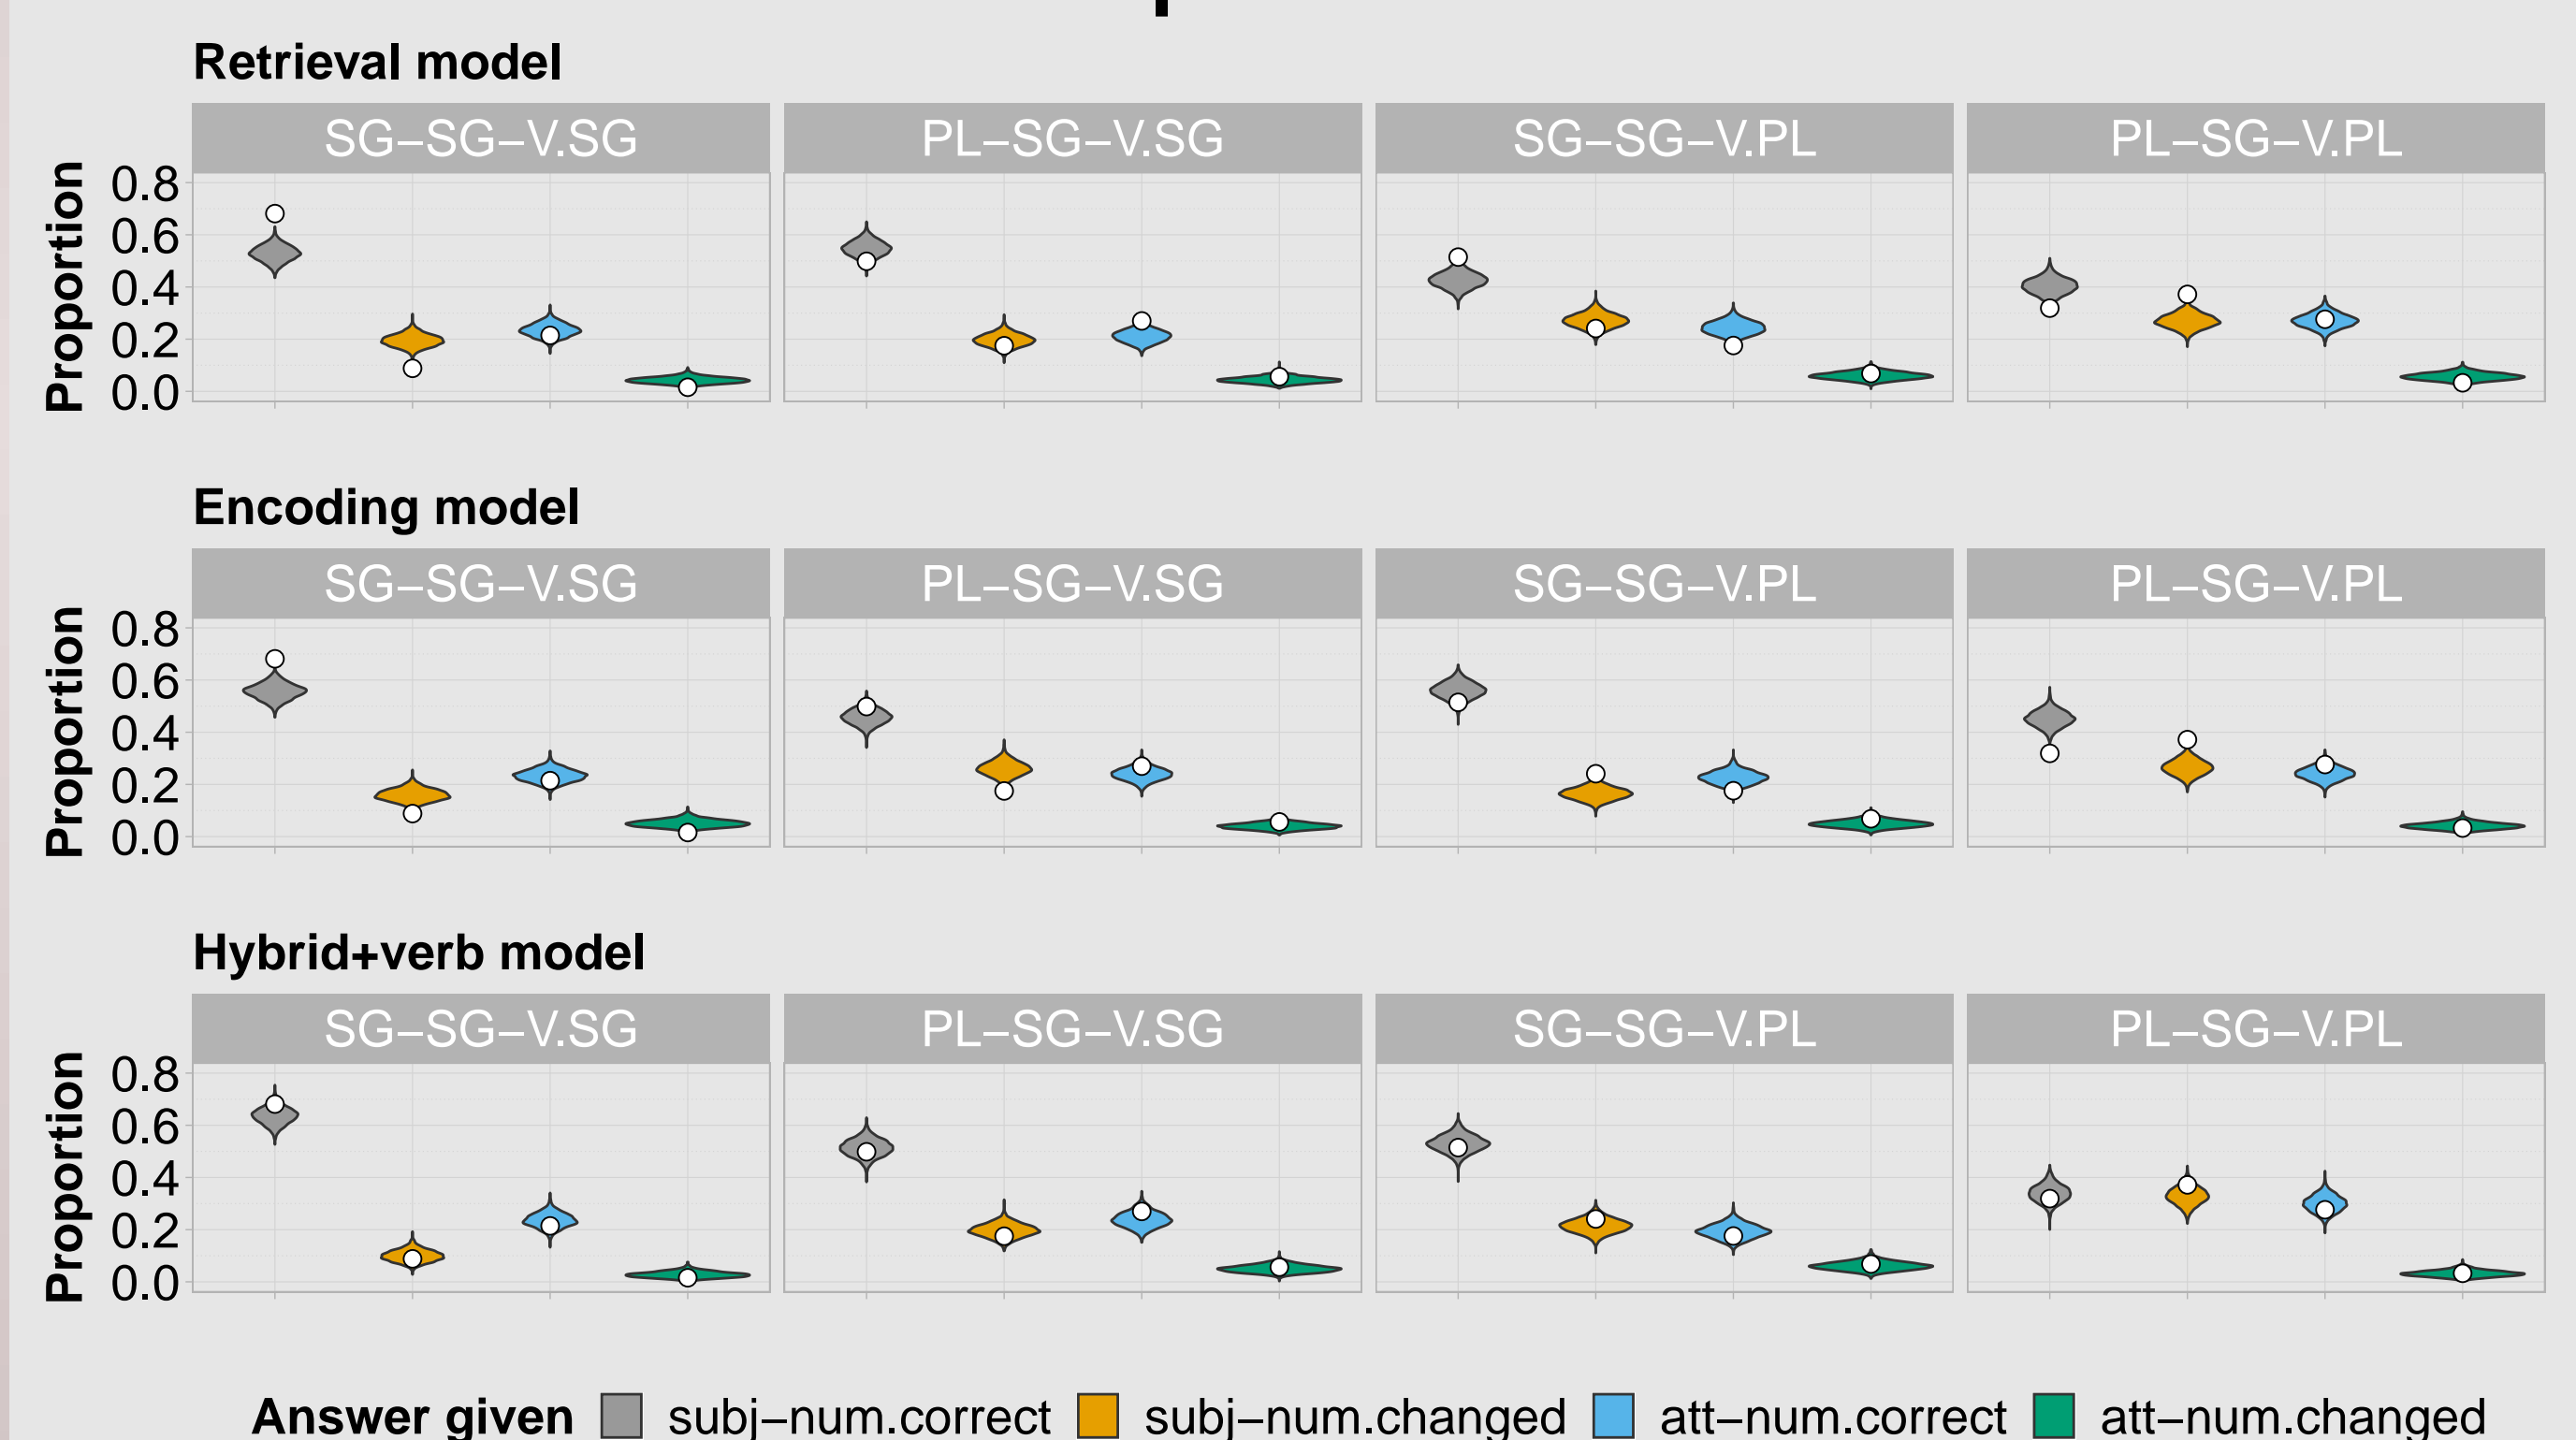 Retrieval model
SG–SG–V.SG PL–SG–V.SG SG–SG–V.PL PL–SG–V.PL
Proportion
0.8
0.6
0.4
0.2
0.0
Encoding model
SG–SG–V.SG PL–SG–V.SG SG–SG–V.PL PL–SG–V.PL
Proportion
0.8
0.6
0.4
0.2
0.0
Hybrid+verb model
SG–SG–V.SG PL–SG–V.SG SG–SG–V.PL PL–SG–V.PL
Proportion
0.8
0.6
0.4
0.2
0.0
Answer given subj–num.correct subj–num.changed att–num.correct att–num.changed